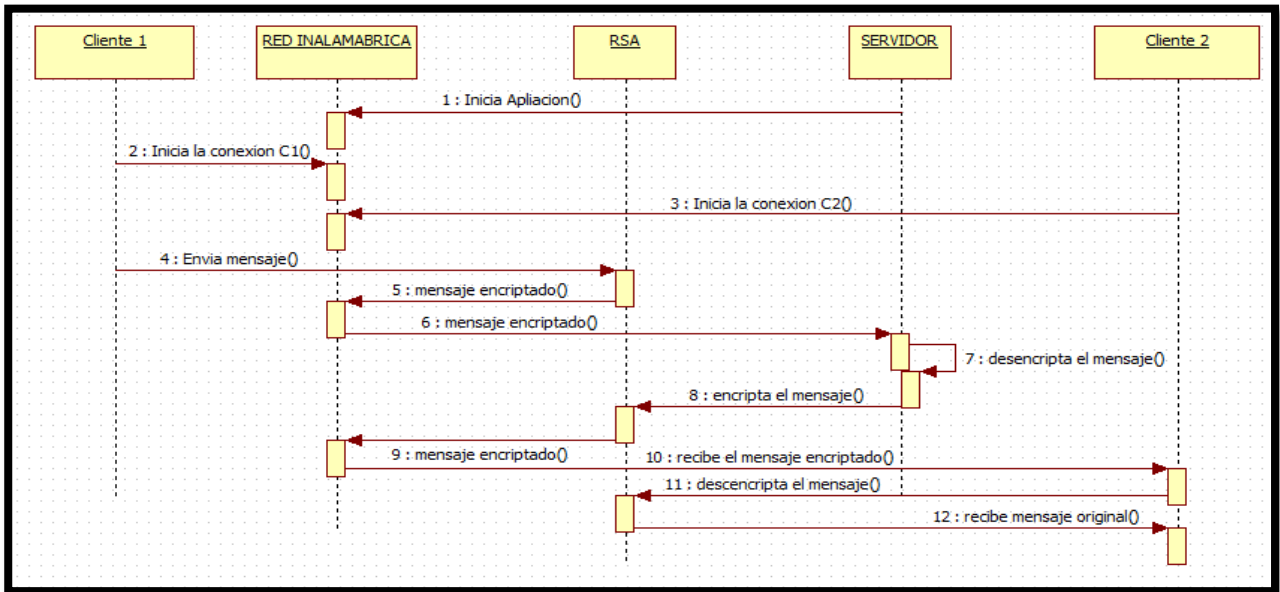 Cliente 1
RED INALAMABRICA
RSA
SERVIDOR
Cliente 2
1 : Inicia Apliacion()
2 : Inicia la conexion C1()
3 : Inicia la conexion C2()
4 : Envia mensaje()
5 : mensaje encriptado()
6 : mensaje encriptado()
7 : desencripta el mensaje()
8 : encripta el mensaje()
9 : mensaje encriptado()
10 : recibe el mensaje encriptado()
11 : descencripta el mensaje()
12 : recibe mensaje original()